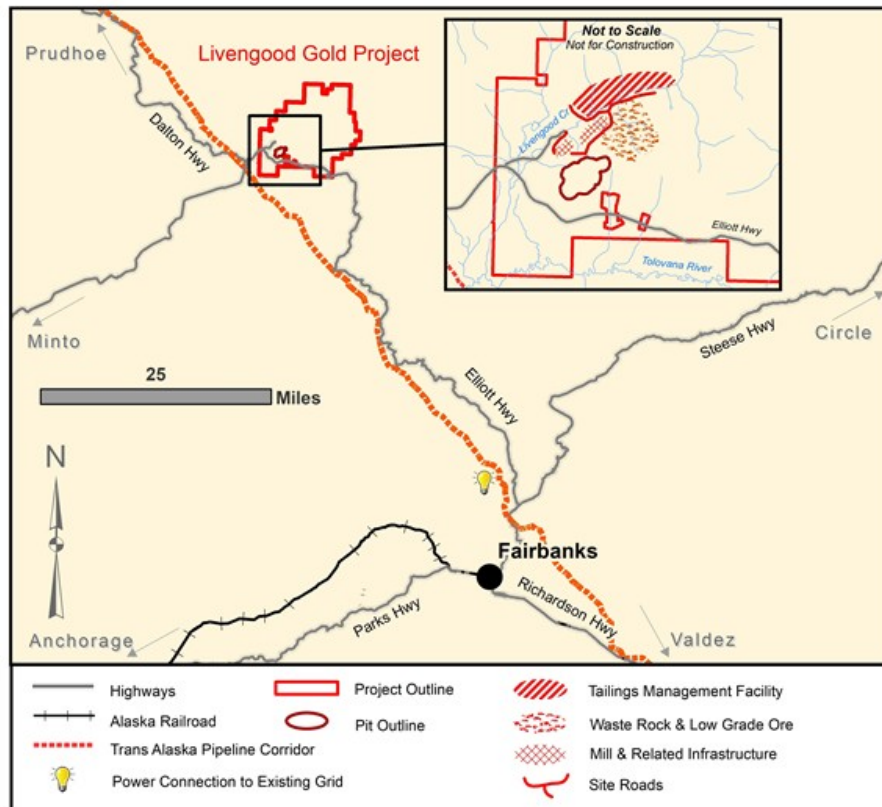 Prudhoe
Livengood Gold Project
Dalton Hwy
Not to Scale
Not for Construction
Livengood Cr
Elliott Hwy
Tolovana River
Minto
Circle
Steese Hwy
25
Miles
Elliott Hwy
N
Fairbanks
Richardson Hwy
Parks Hwy
Anchorage
Valdez
Highways
Project Outline
Tailings Management Facility
Alaska Railroad
Pit Outline
Waste Rock & Low Grade Ore
Trans Alaska Pipeline Corridor
Mill & Related Infrastructure
Power Connection to Existing Grid
Site Roads